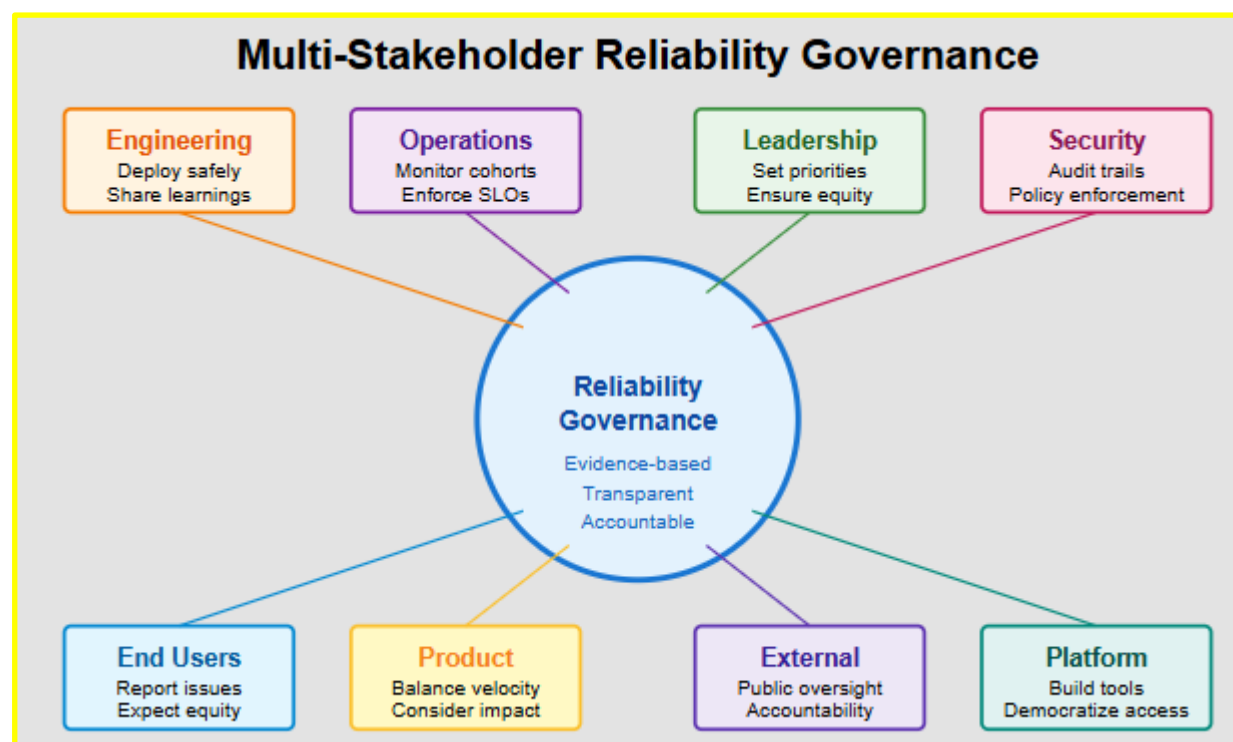 Multi-Stakeholder Reliability Governance
Engineering
Deploy safely
Share learnings
Operations
Monitor cohorts
Enforce SLOs
Leadership
Set priorities
Ensure equity
Security
Audit trails
Policy enforcement
Reliability
Governance
Evidence-based
Transparent
Accountable
End Users
Report issues
Expect equity
Product
Balance velocity
Consider impact
External
Public oversight
Accountability
Platform
Build tools
Democratize access